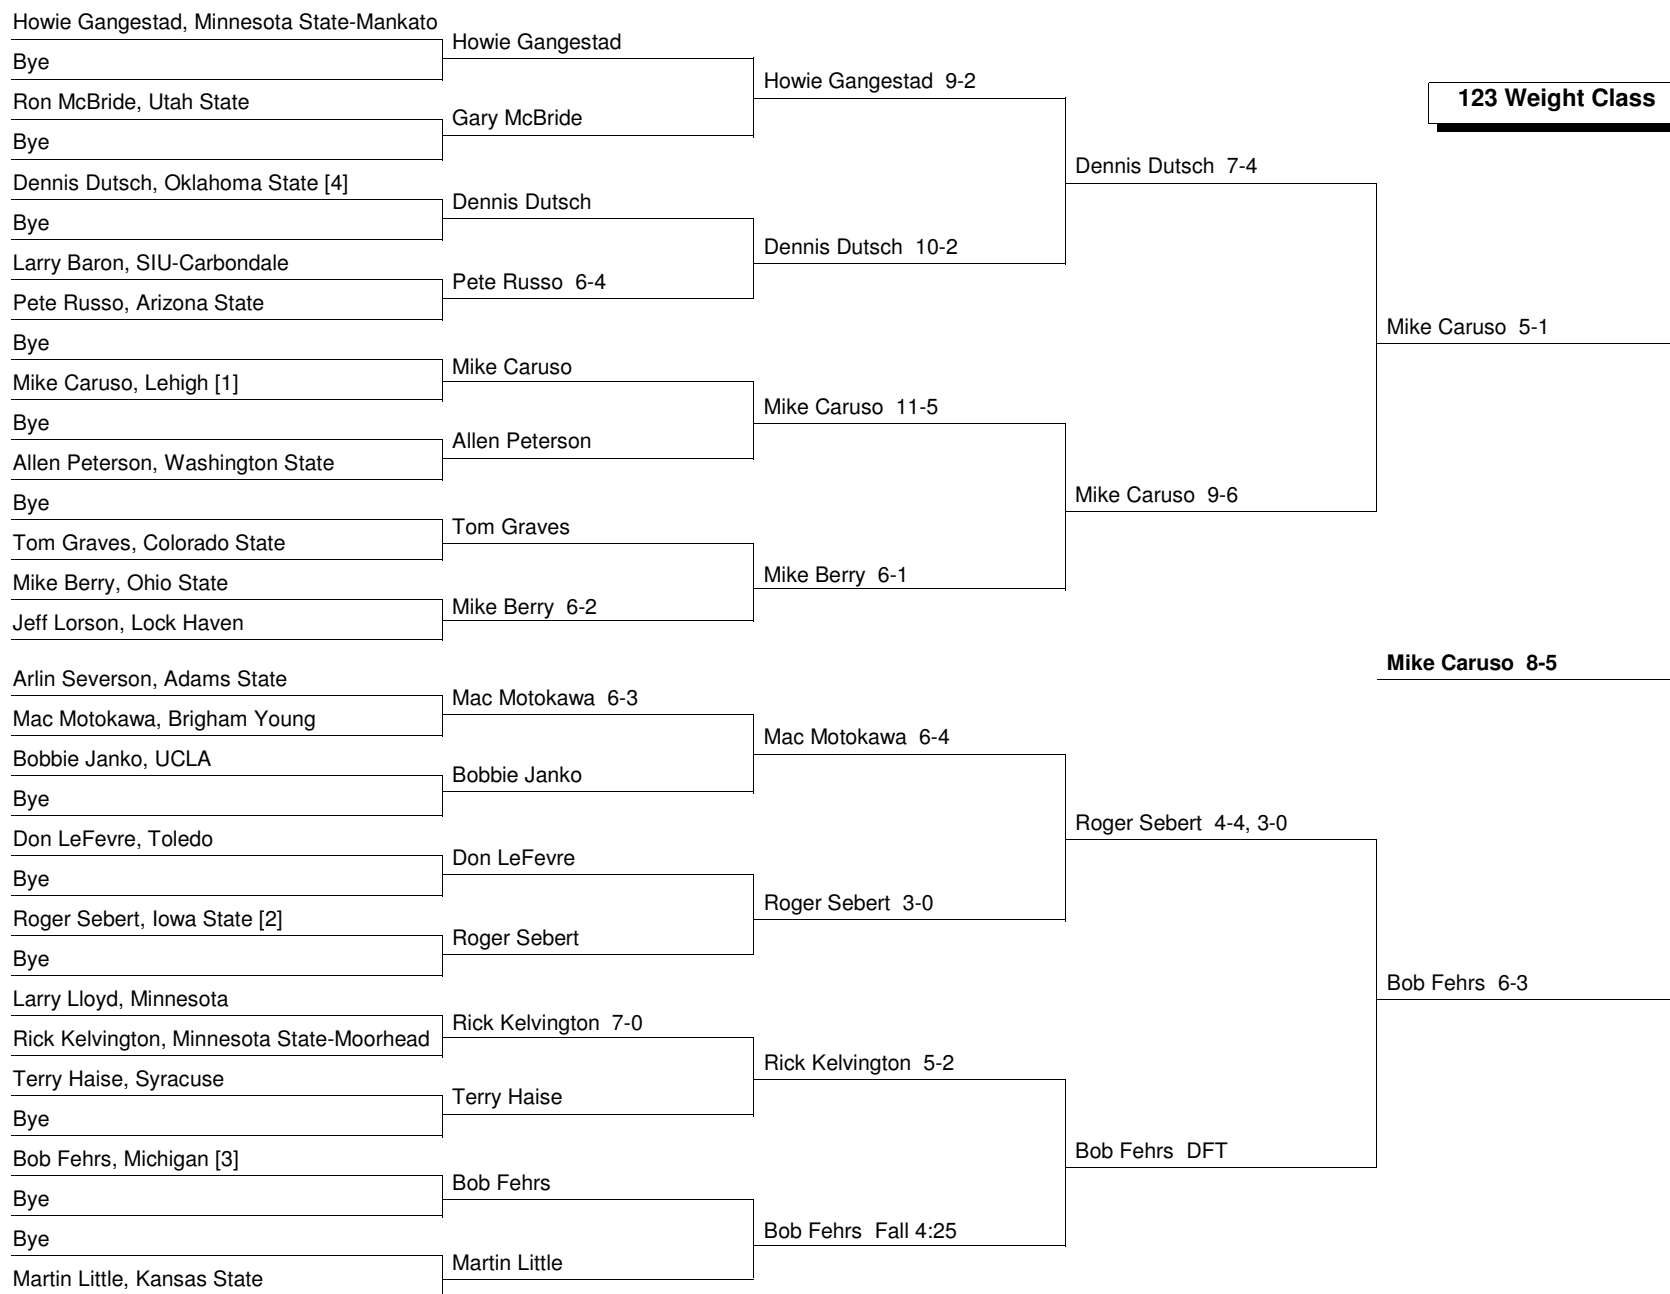 Howie Gangestad, Minnesota State-Mankato
Bye
Ron McBride, Utah State
Bye
Dennis Dutsch, Oklahoma State [4]
Bye
Larry Baron, SIU-Carbondale
Pete Russo, Arizona State
Bye
Mike Caruso, Lehigh [1]
Bye
Allen Peterson, Washington State
Bye
Tom Graves, Colorado State
Mike Berry, Ohio State
Jeff Lorson, Lock Haven
Arlin Severson, Adams State
Mac Motokawa, Brigham Young
Bobbie Janko, UCLA
Bye
Don LeFevre, Toledo
Bye
Roger Sebert, Iowa State [2]
Bye
Larry Lloyd, Minnesota
Rick Kelvington, Minnesota State-Moorhead
Terry Haise, Syracuse
Bye
Bob Fehrs, Michigan [3]
Bye
Bye
Martin Little, Kansas State
Howie Gangestad
Gary McBride
Dennis Dutsch
Pete Russo 6-4
Mike Caruso
Allen Peterson
Tom Graves
Mike Berry 6-2
Mac Motokawa 6-3
Bobbie Janko
Don LeFevre
Roger Sebert
Rick Kelvington 7-0
Terry Haise
Bob Fehrs
Martin Little
Howie Gangestad 9-2
Dennis Dutsch 10-2
Mike Caruso 11-5
Mike Berry 6-1
Mac Motokawa 6-4
Roger Sebert 3-0
Rick Kelvington 5-2
Bob Fehrs Fall 4:25
Dennis Dutsch 7-4
Mike Caruso 9-6
Roger Sebert 4-4, 3-0
Bob Fehrs DFT
123 Weight Class
Mike Caruso 5-1
Mike Caruso 8-5
Bob Fehrs 6-3